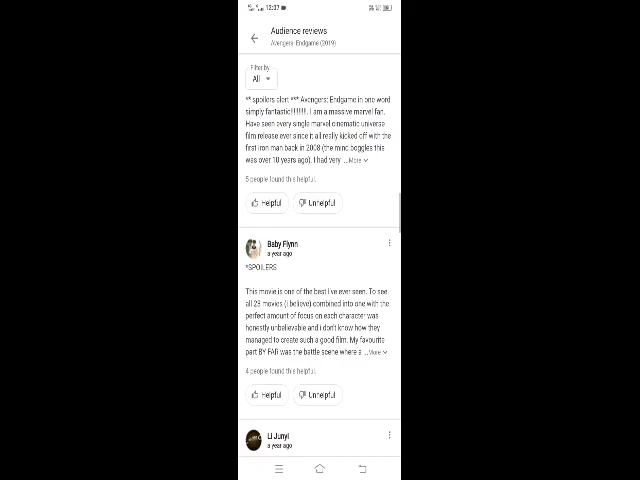 12:07
Audience reviews
Avengers: Endgame (2019)
Filter by
All
** spoilers alert *** Avengers: Endgame in one word
simply fantastic!!!!!!!!!!. I am a massive marvel fan.
Have seen every single marvel cinematic universe
film release ever since it all really kicked off with the
first iron man back in 2008 (the mind boggles this
was over 10 years ago). I had very ...More
5 people found this helpful.
Helpful Unhelpful
Baby Flynn
a year ago
*SPOILERS
This movie is one of the best I've ever seen. To see
all 23 movies (i believe) combined into one with the
perfect amount of focus on each character was
honestly unbelievable and i don't know how they
managed to create such a good film. My favourite
part BY FAR was the battle scene where a ...More
4 people found this helpful.
Helpful Unhelpful
Li Junyi
a year ago